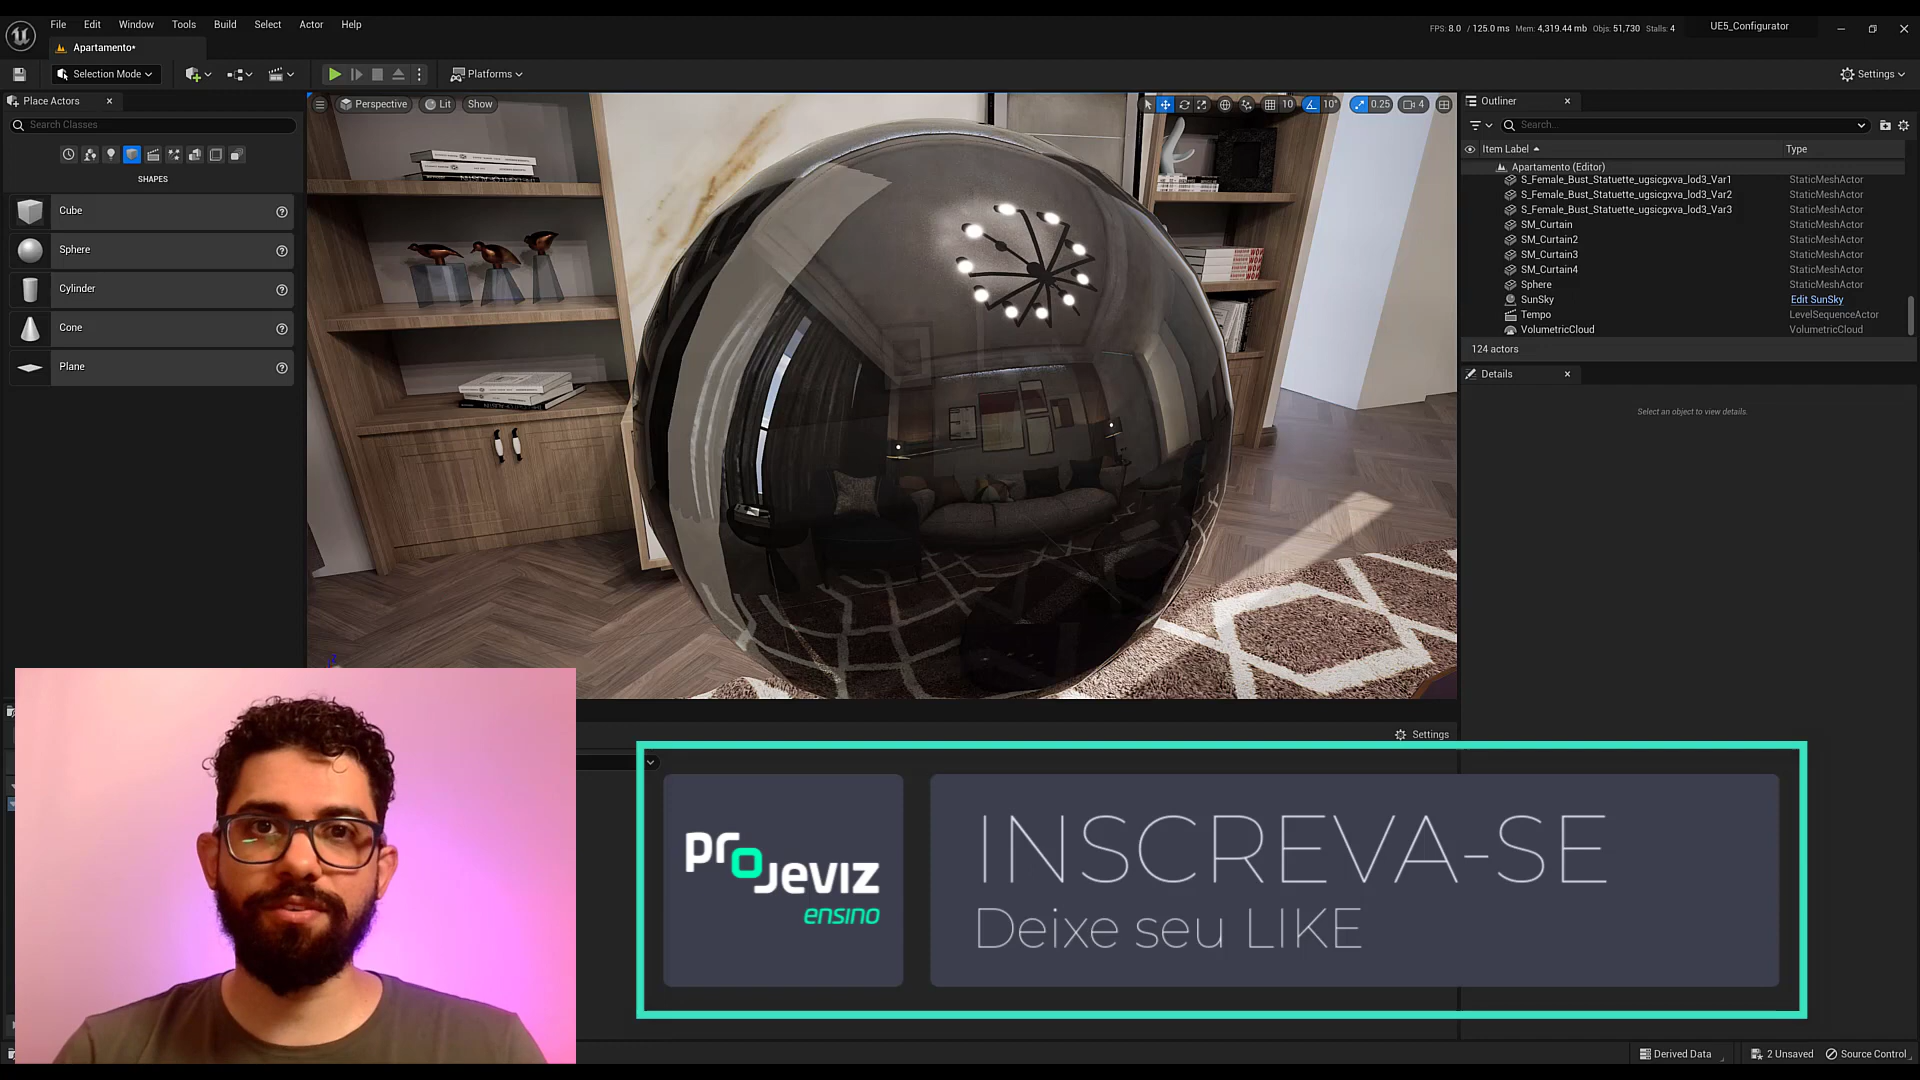 File Edit Window Tools Build Select Actor Help
FPS: 8.0 / 125.0 ms Mem: 4,319.44 mb Objs: 51,730 Stalls: 4
UE5_Configurator
Apartamento*
Selection Mode
Platforms
Settings
Place Actors
Search Classes
SHAPES
Cube
Sphere
Cylinder
Cone
Plane
Perspective Lit Show
10 10° 0.25 4
Outliner
Search...
Item Label Type
Apartamento (Editor)
S_Female_Bust_Statuette_ugsicgxva_lod3_Var1 StaticMeshActor
S_Female_Bust_Statuette_ugsicgxva_lod3_Var2 StaticMeshActor
S_Female_Bust_Statuette_ugsicgxva_lod3_Var3 StaticMeshActor
SM_Curtain StaticMeshActor
SM_Curtain2 StaticMeshActor
SM_Curtain3 StaticMeshActor
SM_Curtain4 StaticMeshActor
Sphere StaticMeshActor
SunSky Edit SunSky
Tempo LevelSequenceActor
VolumetricCloud VolumetricCloud
124 actors
Details
Select an object to view details.
Settings
projeviz
ensino
INSCREVA-SE
Deixe seu LIKE
Derived Data 2 Unsaved Source Control